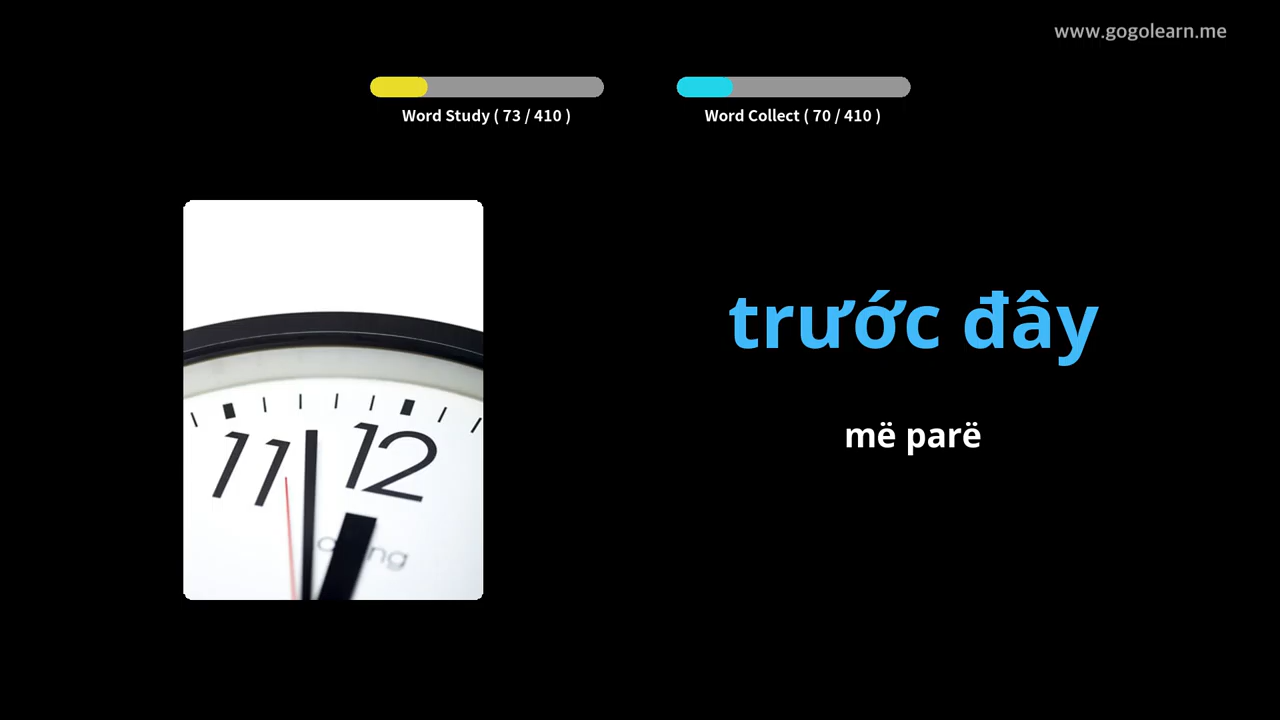 www.gogolearn.me
Word Study ( 73 / 410 )
Word Collect ( 70 / 410 )
11 12
trước đây
më parë